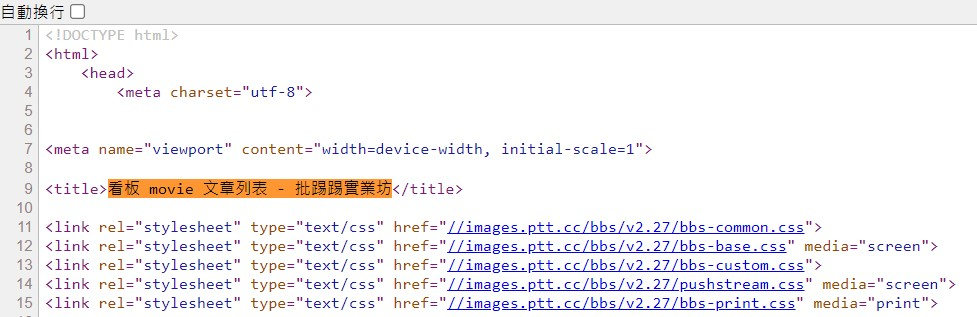 自動換行
1 <!DOCTYPE html>
2 <html>
3 <head>
4 <meta charset="utf-8">
5
6
7 <meta name="viewport" content="width=device-width, initial-scale=1">
8
9 <title>看板 movie 文章列表 - 批踢踢實業坊</title>
10
11 <link rel="stylesheet" type="text/css" href="//images.ptt.cc/bbs/v2.27/bbs-common.css">
12 <link rel="stylesheet" type="text/css" href="//images.ptt.cc/bbs/v2.27/bbs-base.css" media="screen">
13 <link rel="stylesheet" type="text/css" href="//images.ptt.cc/bbs/v2.27/bbs-custom.css">
14 <link rel="stylesheet" type="text/css" href="//images.ptt.cc/bbs/v2.27/pushstream.css" media="screen">
15 <link rel="stylesheet" type="text/css" href="//images.ptt.cc/bbs/v2.27/bbs-print.css" media="print">